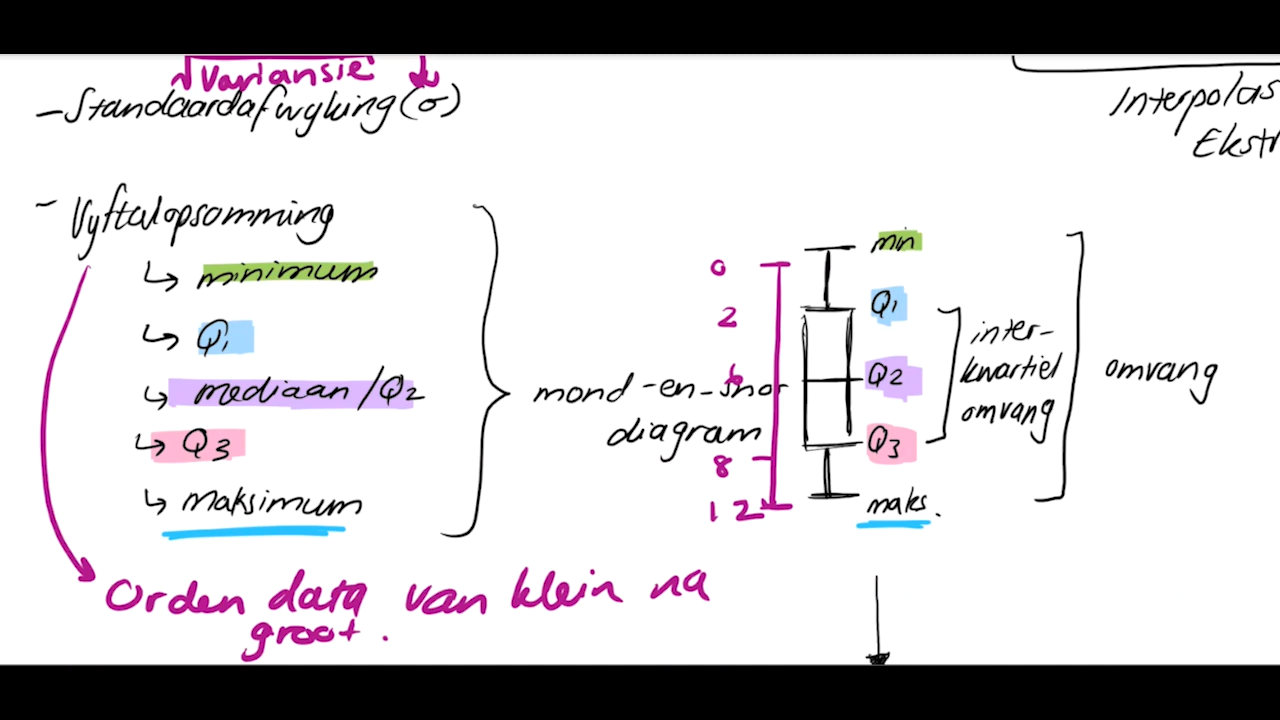 √Variansie
- Standaardafwyking (σ)
Interpolas
Ekstr
- Vyftalopsomming
↳ minimum
↳ Q1
↳ mediaan/Q2
↳ Q3
↳ maksimum
mond-en-snor
diagram
0
2
6
8
12
min
Q1
Q2
Q3
maks.
inter-
kwartiel
omvang
omvang
Orden data van klein na
groot.